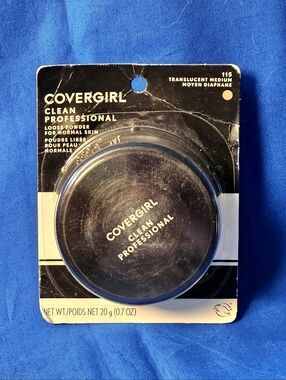 115
TRANSLUCENT MEDIUM
MOYEN DIAPHANE
COVERGIRL
CLEAN
PROFESSIONAL
LOOSE POWDER
FOR NORMAL SKIN
POUDRE LIBRE
POUR PEAU
NORMALE
COVERGIRL
CLEAN
PROFESSIONAL
NET WT/POIDS NET 20 g (0.7 OZ)